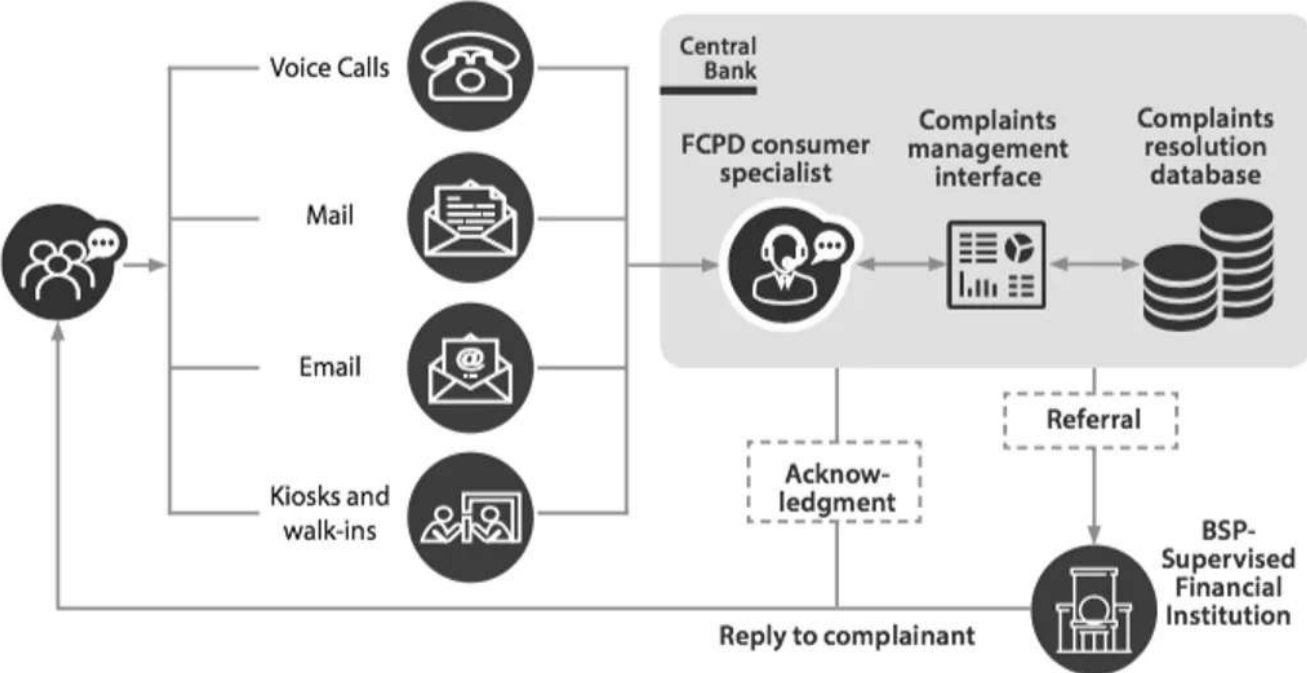 Voice Calls
Mail
Email
Kiosks and
walk-ins
Central
Bank
FCPD consumer
specialist
Complaints
management
interface
Complaints
resolution
database
@
Acknow-
ledgment
Referral
BSP-
Supervised
Financial
Institution
Reply to complainant